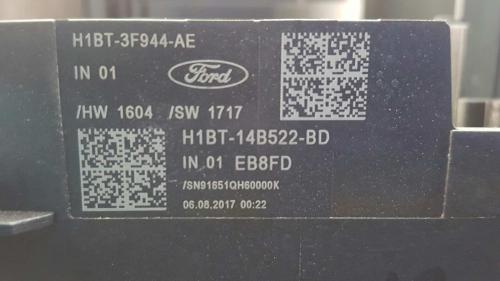 H1BT-3F944-AE
IN 01
Ford
/HW 1604 /SW 1717
H1BT-14B522-BD
IN 01 EB8FD
/SN91651QH60000K
06.08.2017 00:22